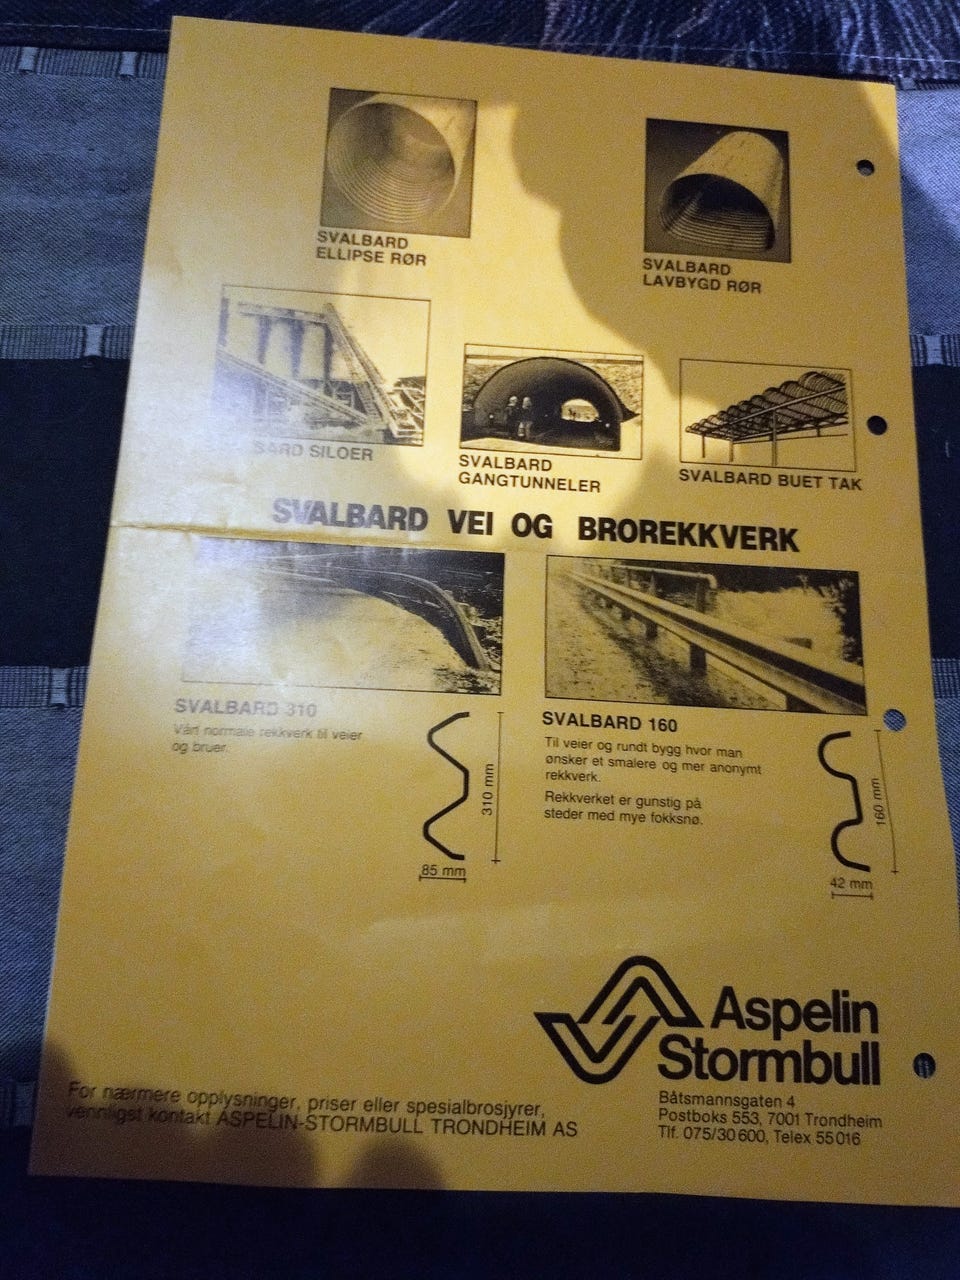 SVALBARD
ELLIPSE RØR
SVALBARD
LAVBYGD RØR
SILOER
SVALBARD
GANGTUNNELER
SVALBARD BUET TAK
SVALBARD VEI OG BROREKKVERK
SVALBARD 310
Vårt normale rekkverk til veier
og bruer.
310 mm
85 mm
SVALBARD 160
Til veier og rundt bygg hvor man
ønsker et smalere og mer anonymt
rekkverk.
Rekkverket er gunstig på
steder med mye fokksnø.
160 mm
42 mm
Aspelin
Stormbull
For nærmere opplysninger, priser eller spesialbrosjyrer,
vennligst kontakt ASPELIN-STORMBULL TRONDHEIM AS
Båtsmannsgaten 4
Postboks 553, 7001 Trondheim
Tlf. 075/30 600, Telex 55 016